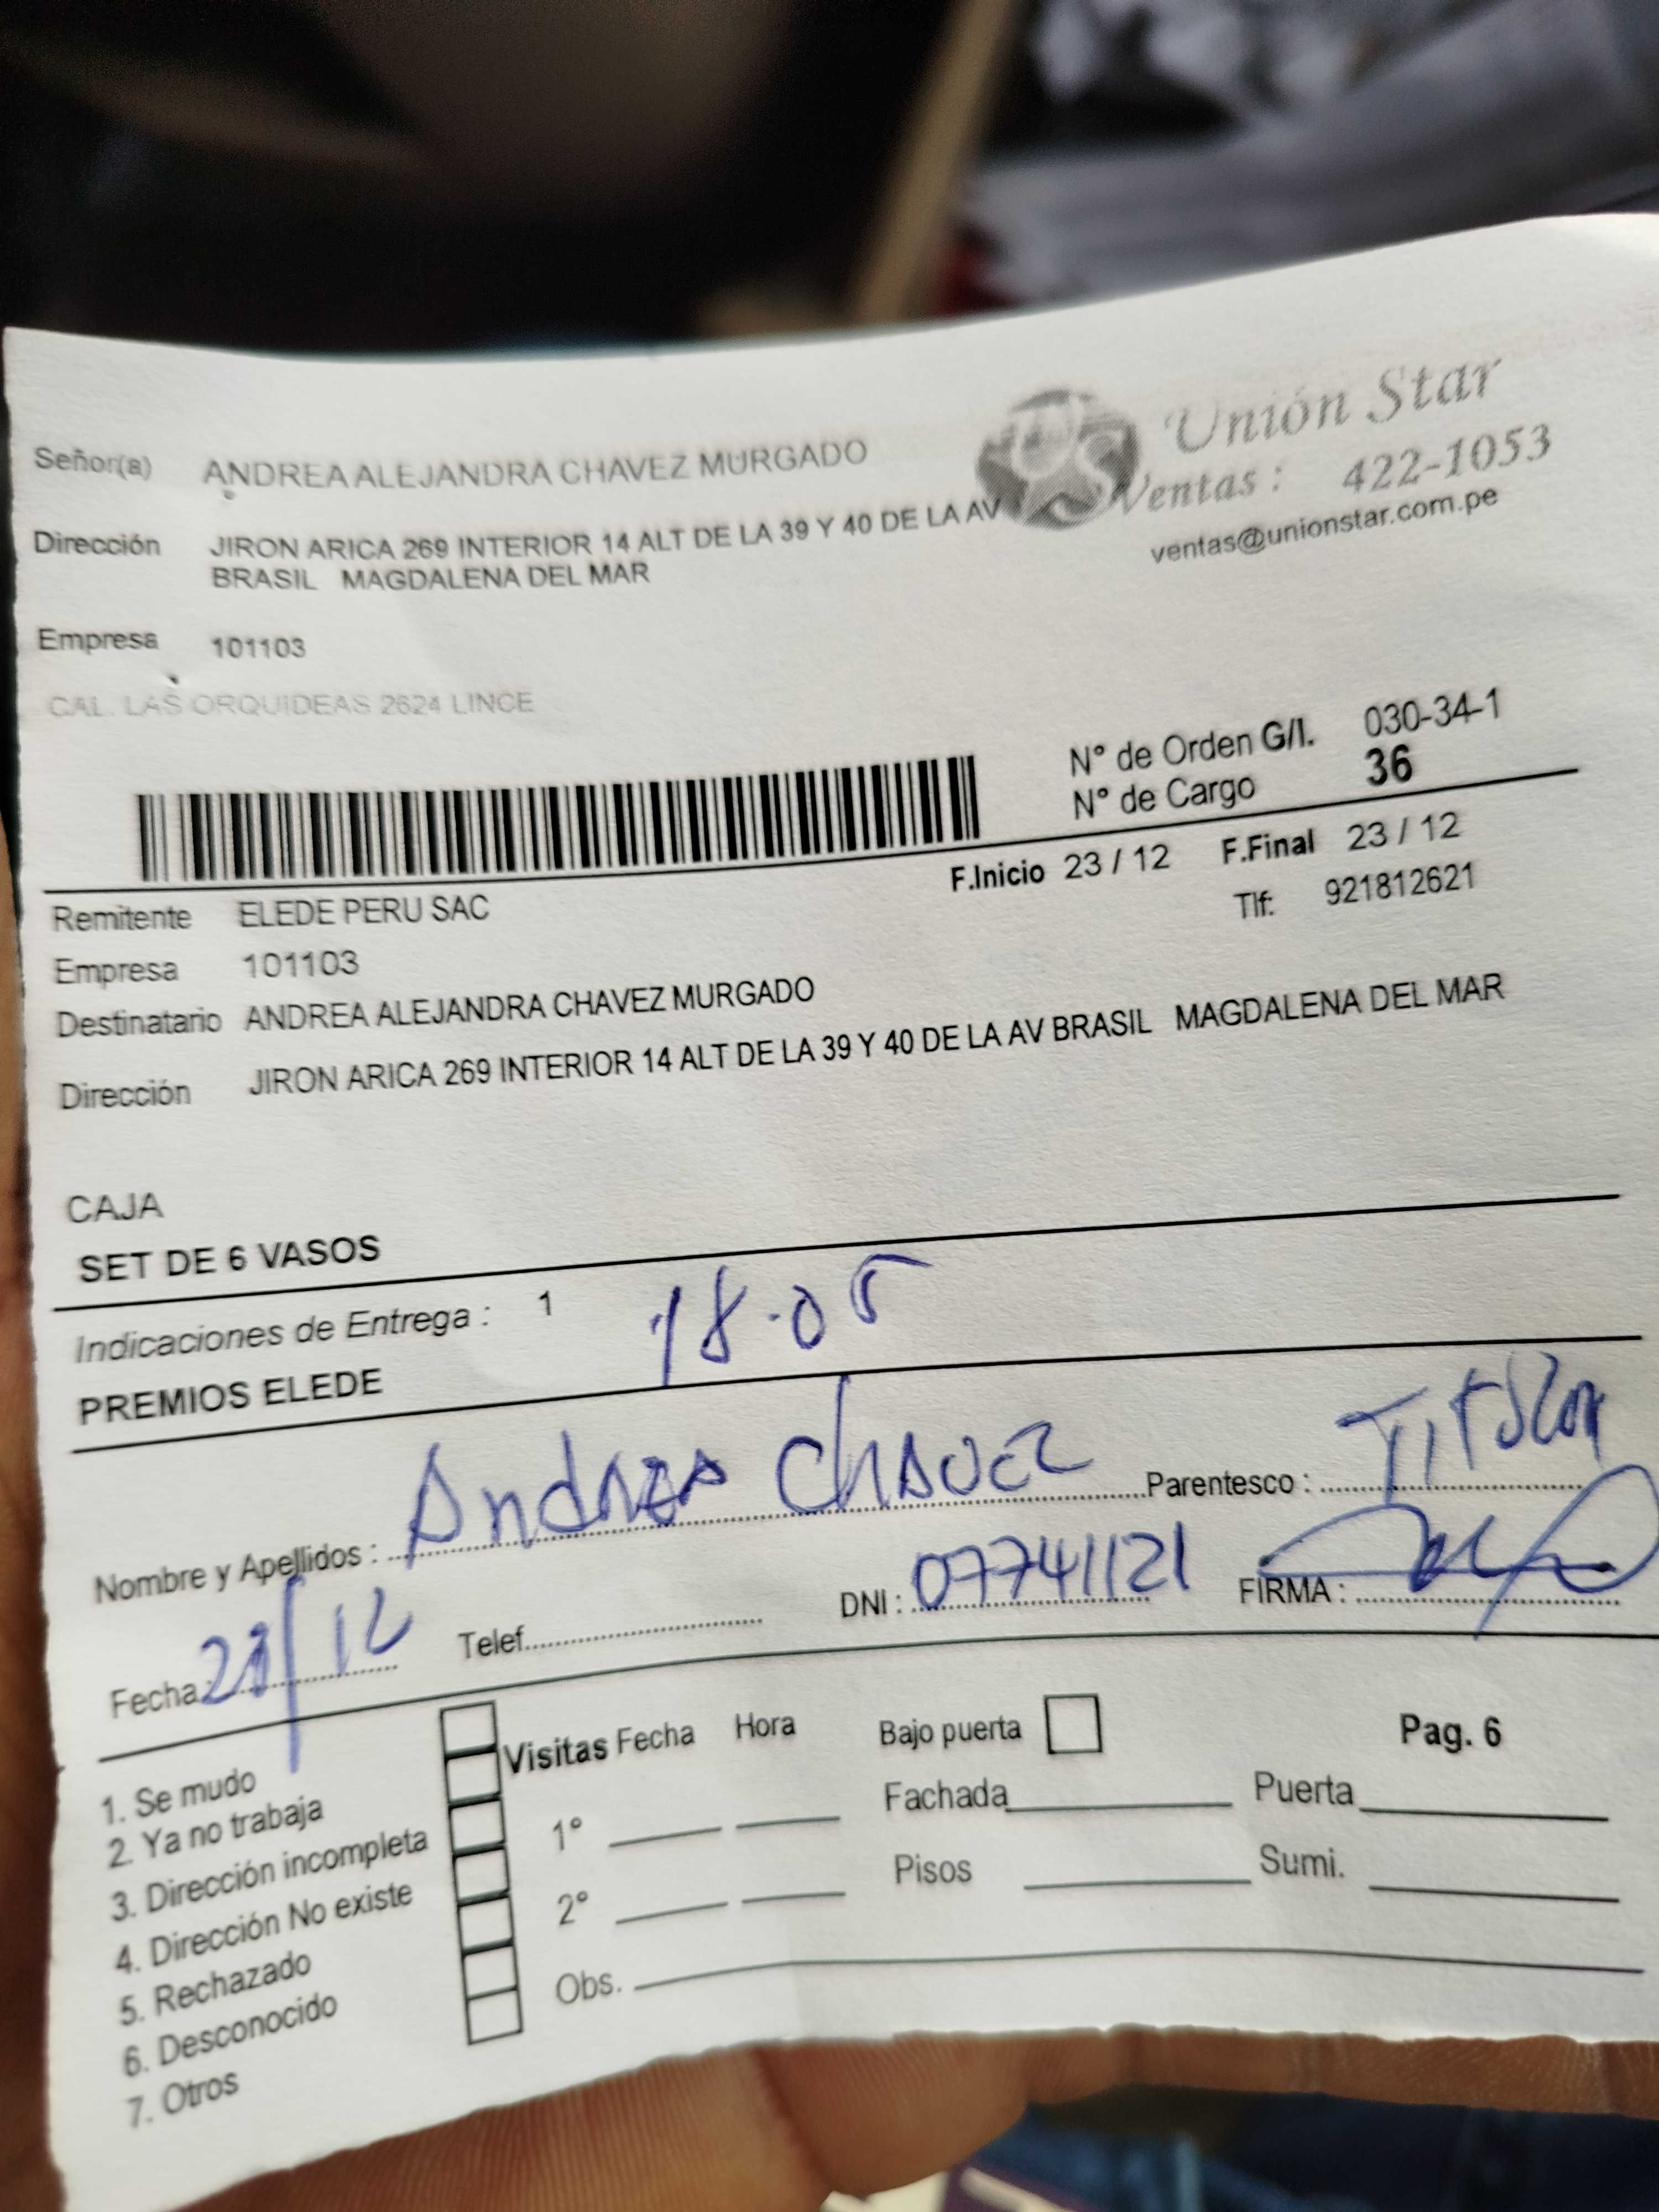 Unión Star
Ventas : 422-1053
ventas@unionstar.com.pe
Señor(a) ANDREA ALEJANDRA CHAVEZ MURGADO
Dirección JIRON ARICA 269 INTERIOR 14 ALT DE LA 39 Y 40 DE LA AV
BRASIL MAGDALENA DEL MAR
Empresa 101103
CAL. LAS ORQUIDEAS 2624 LINCE
N° de Orden G/I. 030-34-1
N° de Cargo 36
F.Inicio 23 / 12 F.Final 23 / 12
Remitente ELEDE PERU SAC Tlf: 921812621
Empresa 101103
Destinatario ANDREA ALEJANDRA CHAVEZ MURGADO
Dirección JIRON ARICA 269 INTERIOR 14 ALT DE LA 39 Y 40 DE LA AV BRASIL MAGDALENA DEL MAR
CAJA
SET DE 6 VASOS
Indicaciones de Entrega : 1 18.05
PREMIOS ELEDE
Nombre y Apellidos : Andrea Chavez Parentesco : Titular
Fecha Telef. DNI : 07741121 FIRMA :
1. Se mudo
2. Ya no trabaja
3. Dirección incompleta
4. Dirección No existe
5. Rechazado
6. Desconocido
7. Otros
Visitas Fecha Hora
1°
2°
Obs.
Bajo puerta Pag. 6
Fachada Puerta
Pisos Sumi.